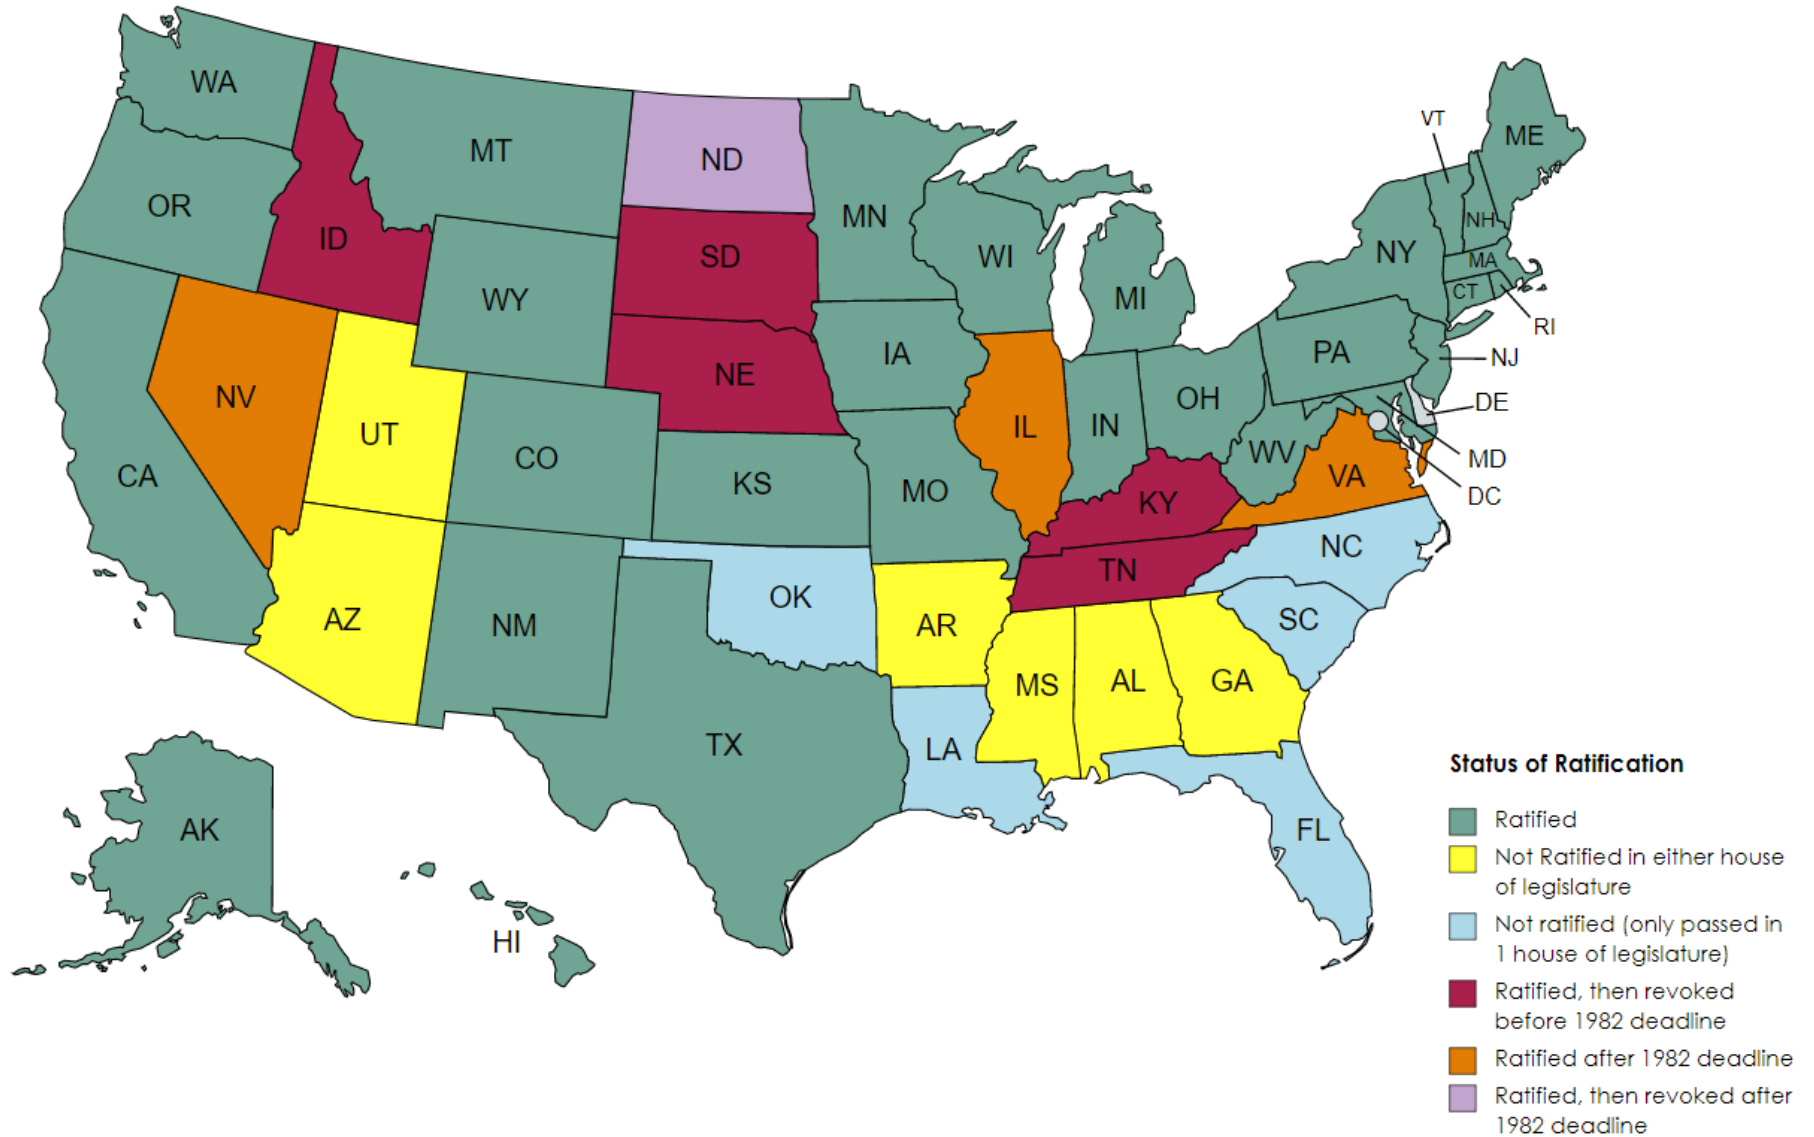 WA
MT
ND
VT
ME
OR
ID
MN
SD
WI
NY
NH
MA
CT
RI
WY
MI
IA
NE
PA
NJ
NV
UT
IL
IN
OH
DE
CO
CA
KS
MO
WV
VA
MD
KY
DC
TN
NC
OK
AZ
NM
AR
SC
MS
AL
GA
TX
LA
AK
FL
HI
Status of Ratification
Ratified
Not Ratified in either house
of legislature
Not ratified (only passed in
1 house of legislature)
Ratified, then revoked
before 1982 deadline
Ratified after 1982 deadline
Ratified, then revoked after
1982 deadline